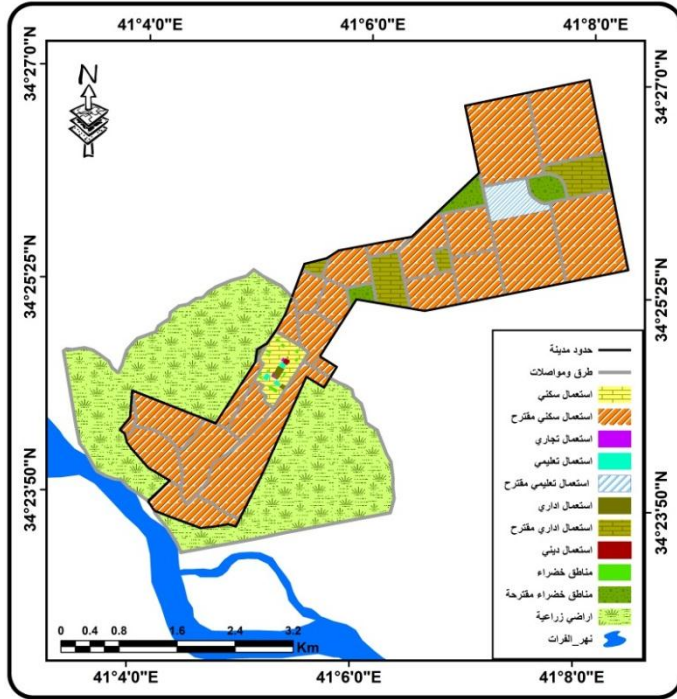 41°4'0"E 41°6'0"E 41°8'0"E
34°27'0"N
34°27'0"N
N
34°25'25"N
34°25'25"N
34°23'50"N
34°23'50"N
حدود مدينة
طرق ومواصلات
استعمال سكني
استعمال سكني مقترح
استعمال تجاري
استعمال تعليمي
استعمال تعليمي مقترح
استعمال اداري
استعمال اداري مقترح
استعمال ديني
مناطق خضراء
مناطق خضراء مقترحة
اراضي زراعية
نهر_الفرات
0 0.4 0.8 1.6 2.4 3.2
Km
41°4'0"E 41°6'0"E 41°8'0"E